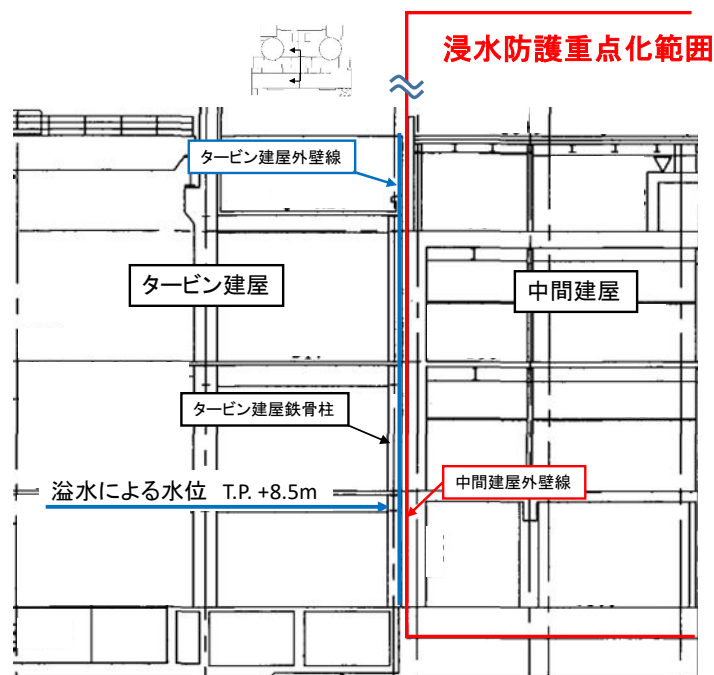 浸水防護重点化範囲
タービン建屋外壁線
タービン建屋
中間建屋
タービン建屋鉄骨柱
溢水による水位 T.P. +8.5m
中間建屋外壁線